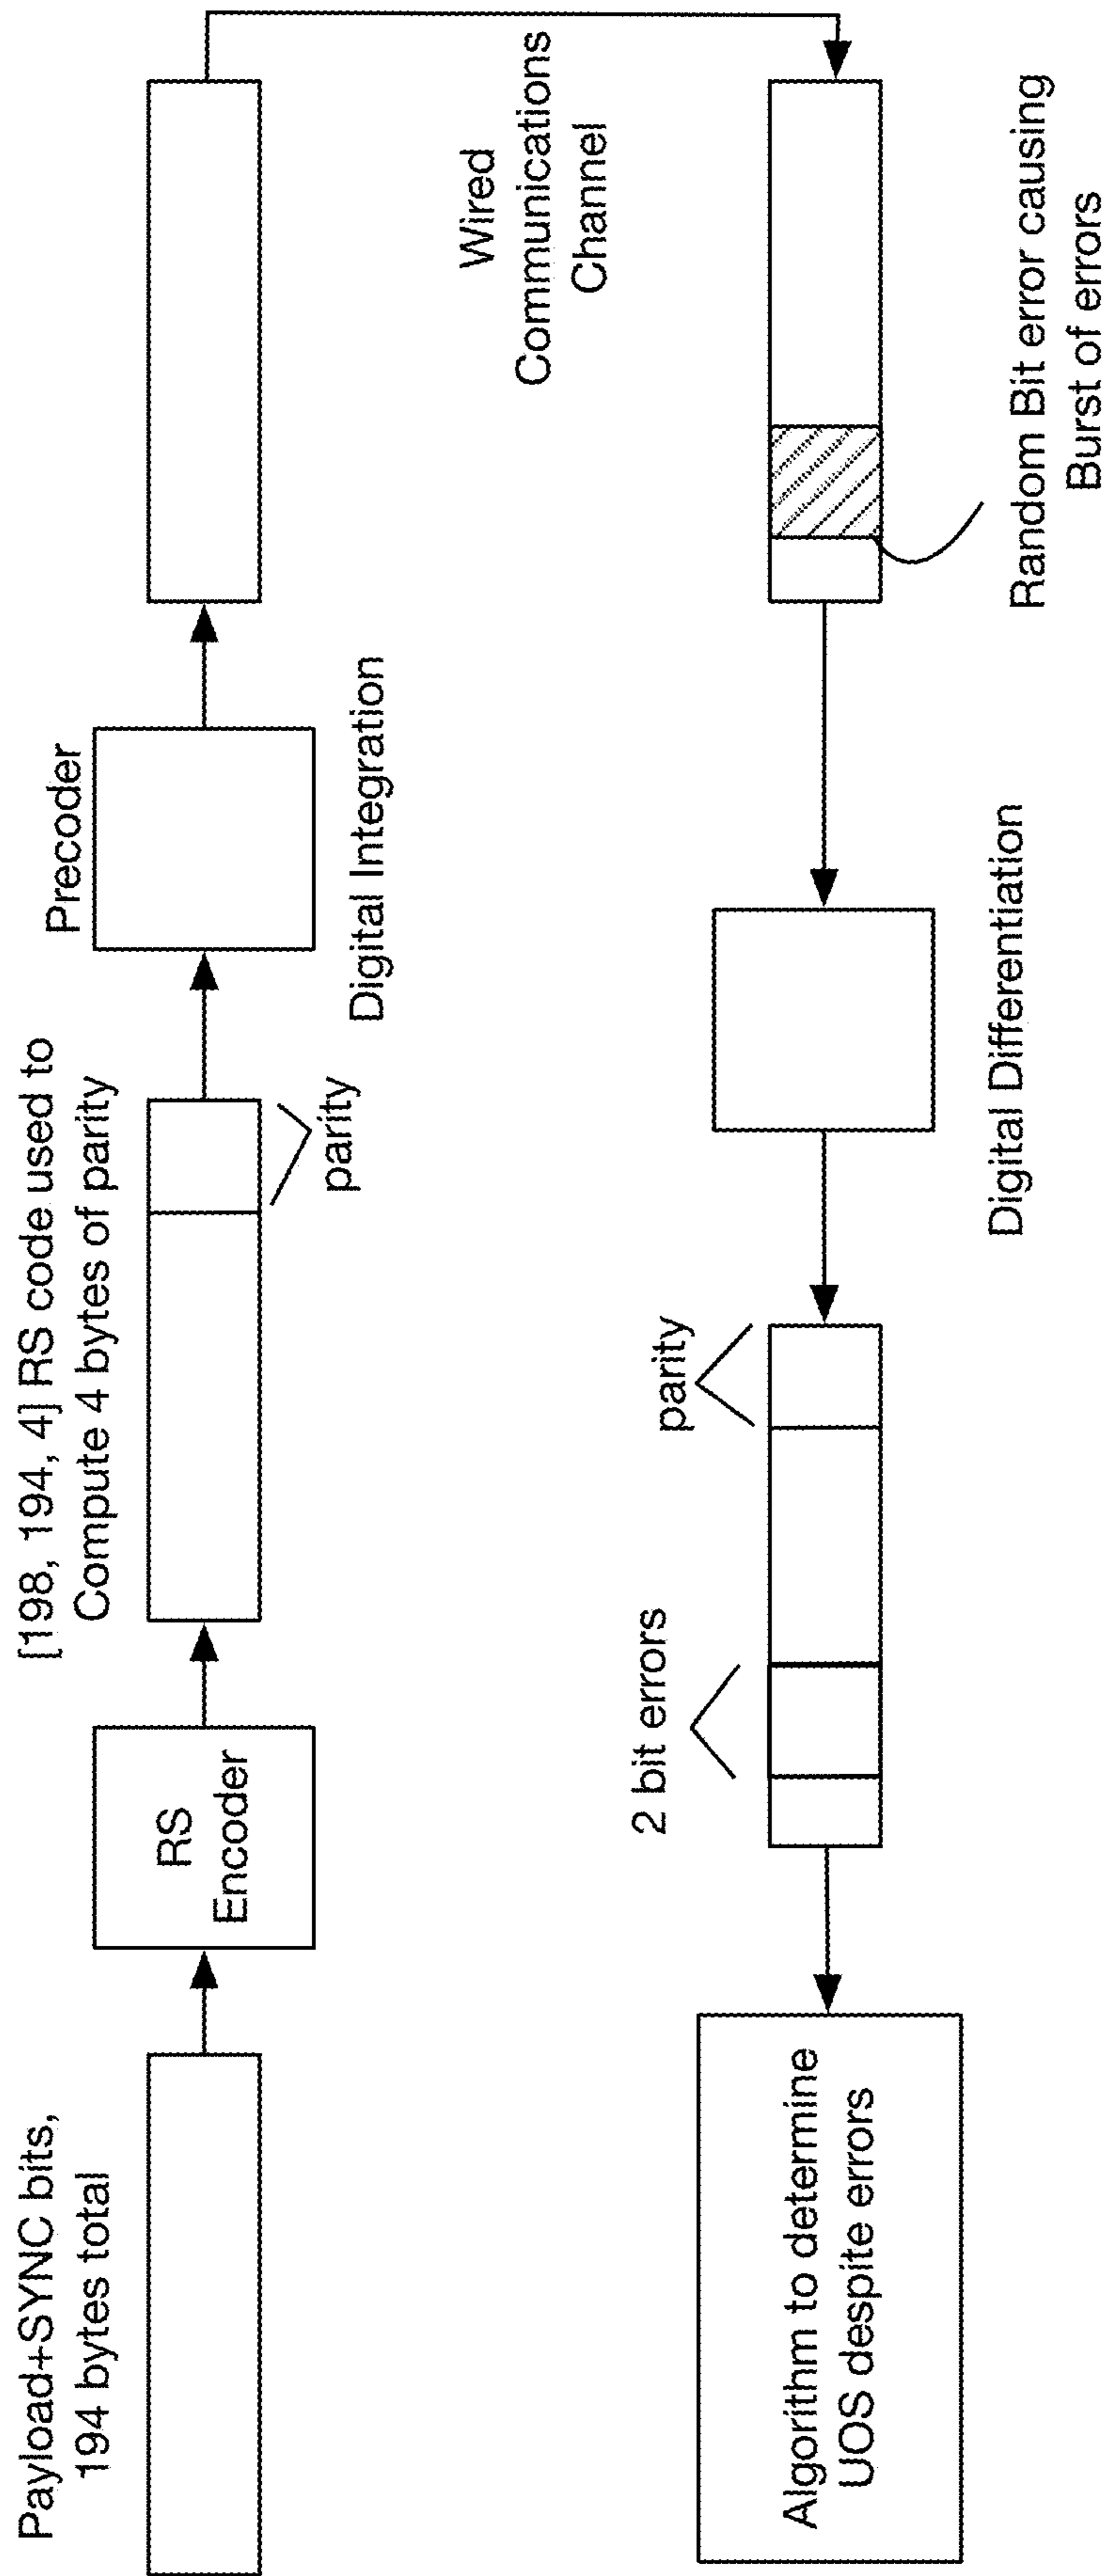 Payload+SYNC bits,
194 bytes total
RS
Encoder
[198, 194, 4] RS code used to
Compute 4 bytes of parity
parity
Precoder
Digital Integration
Wired
Communications
Channel
Random Bit error causing
Burst of errors
Digital Differentiation
parity
2 bit errors
Algorithm to determine
UOS despite errors